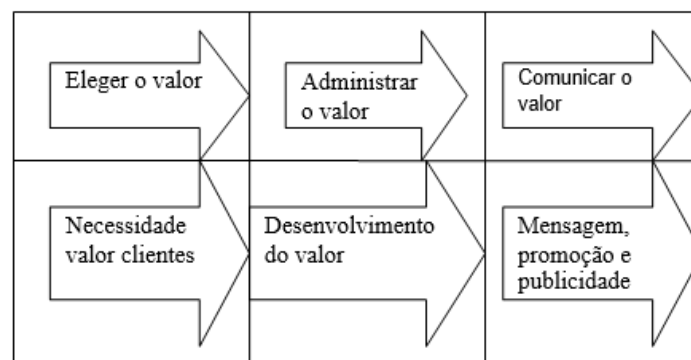 Eleger o valor
Administrar
o valor
Comunicar o
valor
Necessidade
valor clientes
Desenvolvimento
do valor
Mensagem,
promoção e
publicidade